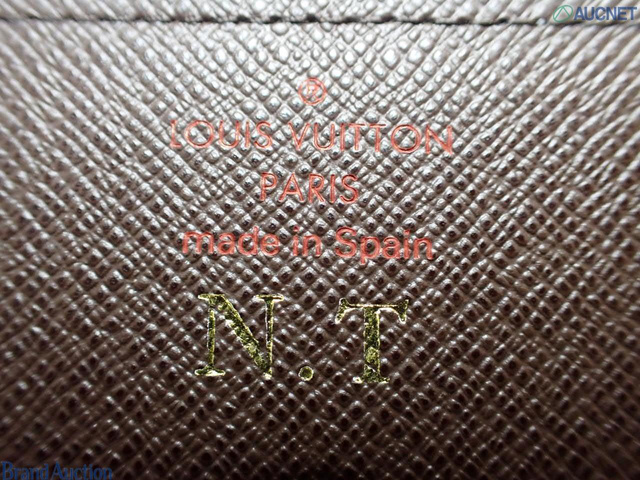 AUCNET
®
LOUIS VUITTON
PARIS
made in Spain
N.T
Brand Auction